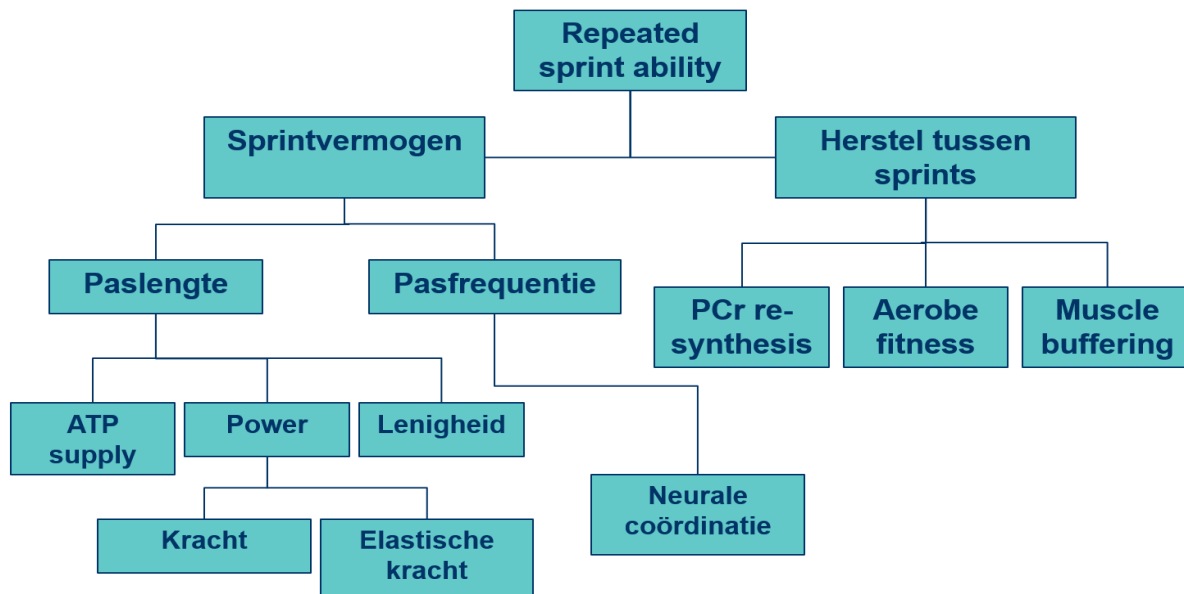 Repeated
sprint ability
Sprintvermogen
Herstel tussen
sprints
Paslengte
Pasfrequentie
PCr re-
synthesis
Aerobe
fitness
Muscle
buffering
ATP
supply
Power
Lenigheid
Neurale
coördinatie
Kracht
Elastische
kracht